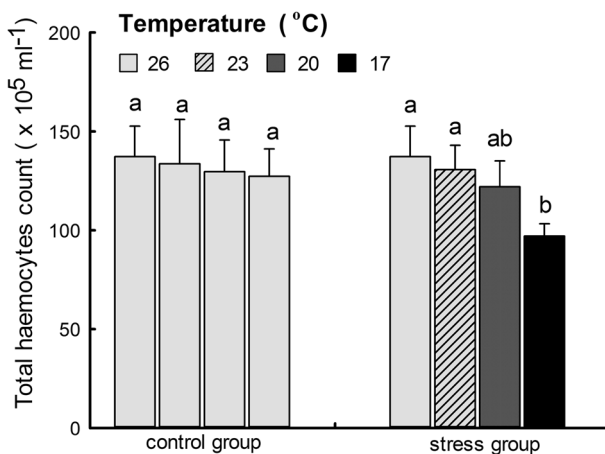 Temperature (°C)
26 23 20 17
Total haemocytes count ( x 10⁵ ml⁻¹)
200
150
100
50
0
a a a a
a a ab b
control group
stress group